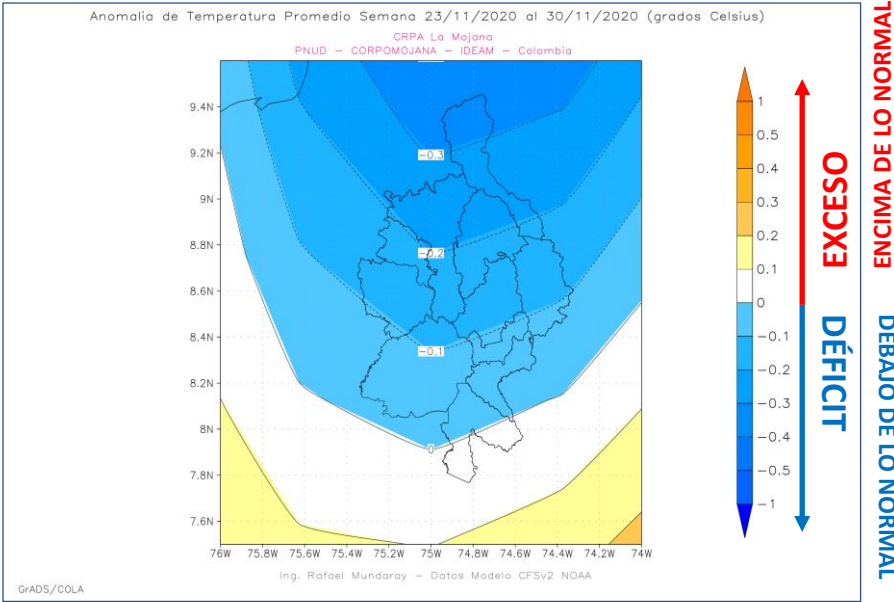 Anomalia de Temperatura Promedio Semana 23/11/2020 al 30/11/2020 (grados Celsius)
CRPA La Mojana
PNUD – CORPOMOJANA – IDEAM – Colombia
9.4N
9.2N
9N
8.8N
8.6N
8.4N
8.2N
8N
7.8N
7.6N
76W
75.8W
75.6W
75.4W
75.2W
75W
74.8W
74.6W
74.4W
74.2W
74W
-0.3
-0.2
-0.1
0
1
0.5
0.4
0.3
0.2
0.1
0
-0.1
-0.2
-0.3
-0.4
-0.5
-1
EXCESO
DÉFICIT
ENCIMA DE LO NORMAL
DEBAJO DE LO NORMAL
Ing. Rafael Mundaray – Datos Modelo CFSv2 NOAA
GrADS/COLA